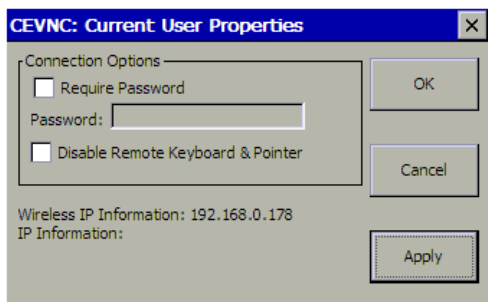 CEVNC: Current User Properties
Connection Options
Require Password
Password:
Disable Remote Keyboard & Pointer
OK
Cancel
Apply
Wireless IP Information: 192.168.0.178
IP Information: